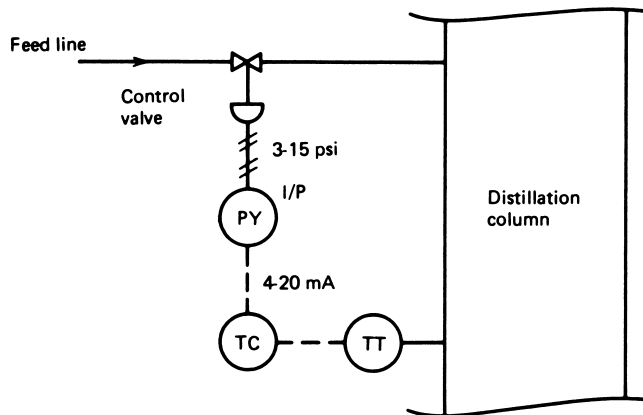 Feed line
Control
valve
3-15 psi
I/P
PY
Distillation
column
4-20 mA
TC
TT